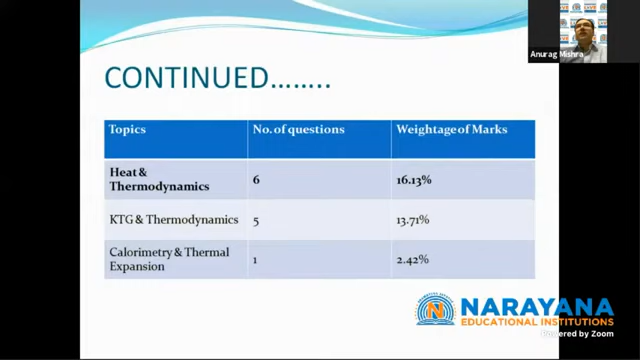 Anurag Mishra
CONTINUED……..
Topics No. of questions Weightage of Marks
Heat &
Thermodynamics 6 16.13%
KTG & Thermodynamics 5 13.71%
Calorimetry & Thermal
Expansion 1 2.42%
N NARAYANA
EDUCATIONAL INSTITUTIONS
Powered by Zoom